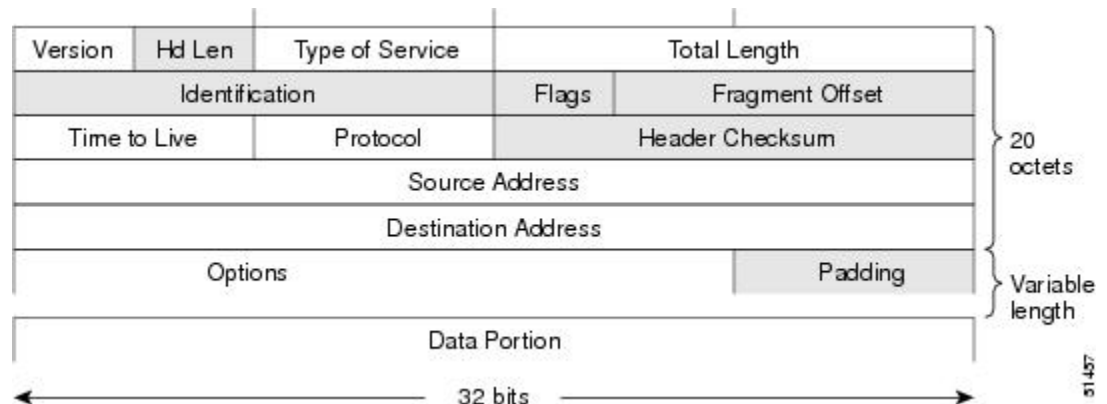 Version Hd Len Type of Service Total Length
Identification Flags Fragment Offset
Time to Live Protocol Header Checksum
20
octets
Source Address
Destination Address
Options Padding
Variable
length
Data Portion
32 bits
51457